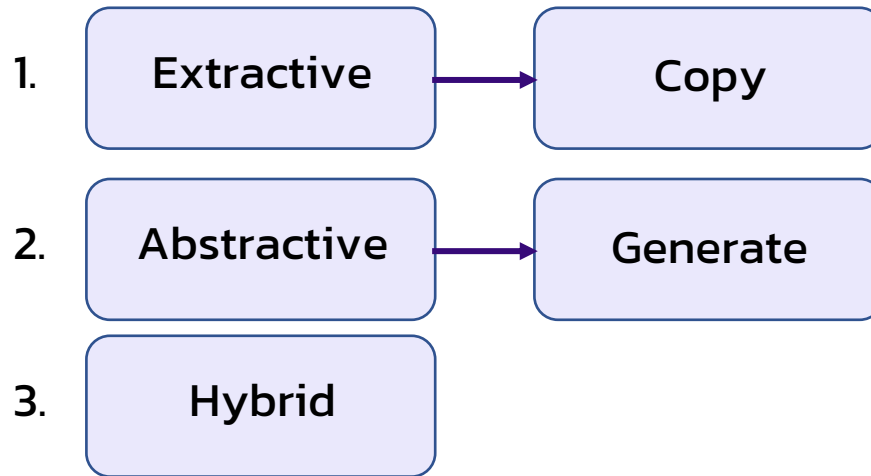 1. Extractive Copy
2. Abstractive Generate
3. Hybrid